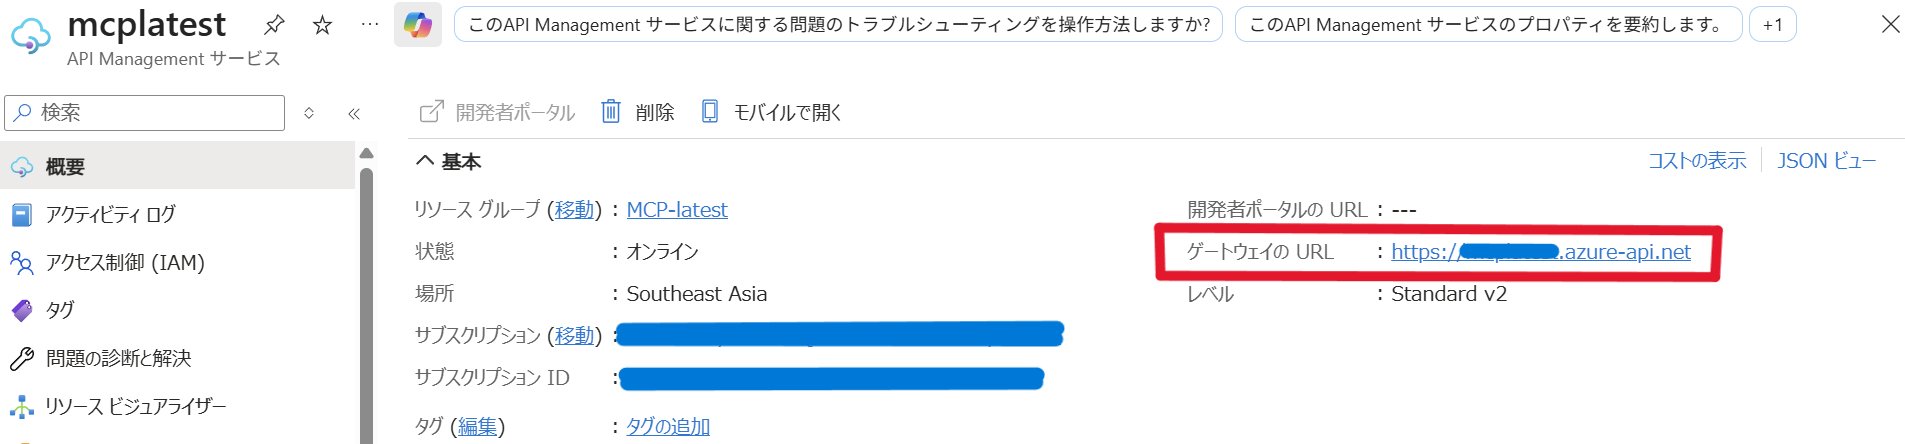 mcplatest
API Management サービス
このAPI Management サービスに関する問題のトラブルシューティングを操作方法しますか?
このAPI Management サービスのプロパティを要約します。
+1
検索
概要
アクティビティ ログ
アクセス制御 (IAM)
タグ
問題の診断と解決
リソース ビジュアライザー
開発者ポータル
削除
モバイルで開く
基本
コストの表示
JSON ビュー
リソース グループ (移動) : MCP-latest
状態 : オンライン
場所 : Southeast Asia
サブスクリプション (移動) :
サブスクリプション ID :
タグ (編集) : タグの追加
開発者ポータルの URL : ---
ゲートウェイの URL : https:// .azure-api.net
レベル : Standard v2